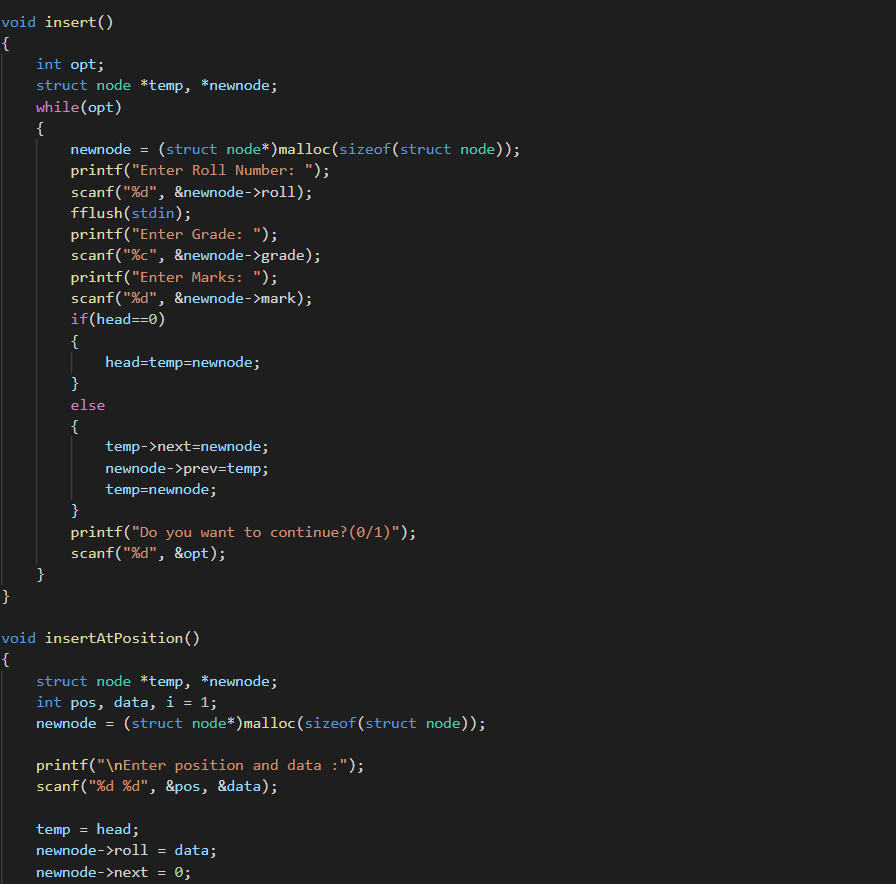 void insert()
{
    int opt;
    struct node *temp, *newnode;
    while(opt)
    {
        newnode = (struct node*)malloc(sizeof(struct node));
        printf("Enter Roll Number: ");
        scanf("%d", &newnode->roll);
        fflush(stdin);
        printf("Enter Grade: ");
        scanf("%c", &newnode->grade);
        printf("Enter Marks: ");
        scanf("%d", &newnode->mark);
        if(head==0)
        {
            head=temp=newnode;
        }
        else
        {
            temp->next=newnode;
            newnode->prev=temp;
            temp=newnode;
        }
        printf("Do you want to continue?(0/1)");
        scanf("%d", &opt);
    }
}

void insertAtPosition()
{
    struct node *temp, *newnode;
    int pos, data, i = 1;
    newnode = (struct node*)malloc(sizeof(struct node));

    printf("\nEnter position and data :");
    scanf("%d %d", &pos, &data);

    temp = head;
    newnode->roll = data;
    newnode->next = 0;